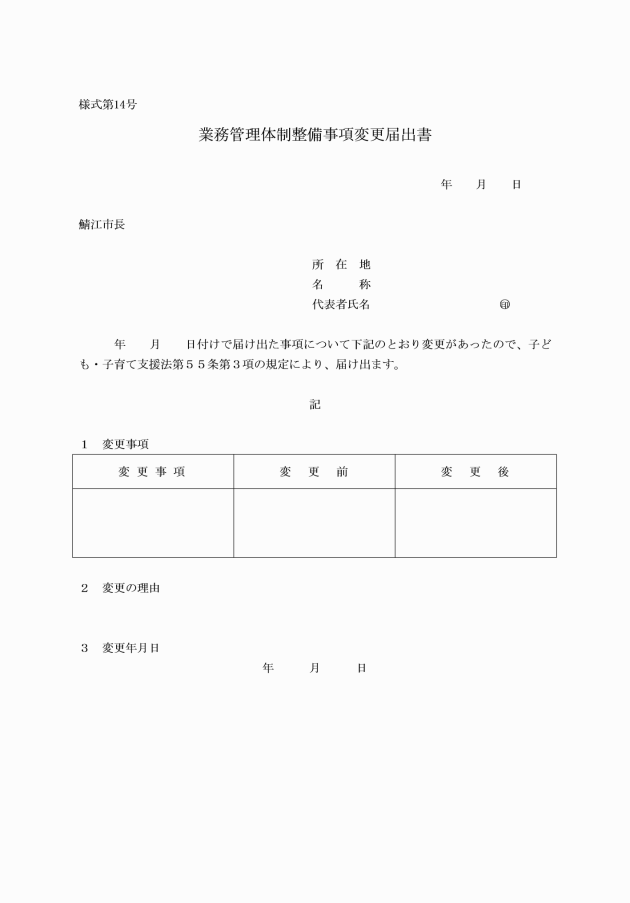 様式第14号
業務管理体制整備事項変更届出書
年　　月　　日
鯖江市長
所　在　地
名　　　称
代表者氏名　　　　　　　　　　　㊞
年　　月　　日付けで届け出た事項について下記のとおり変更があったので、子ど
も・子育て支援法第５５条第３項の規定により、届け出ます。
記
１　変更事項
変 更 事 項　　変　更　前　　変　更　後
２　変更の理由
３　変更年月日
年　　　月　　　日